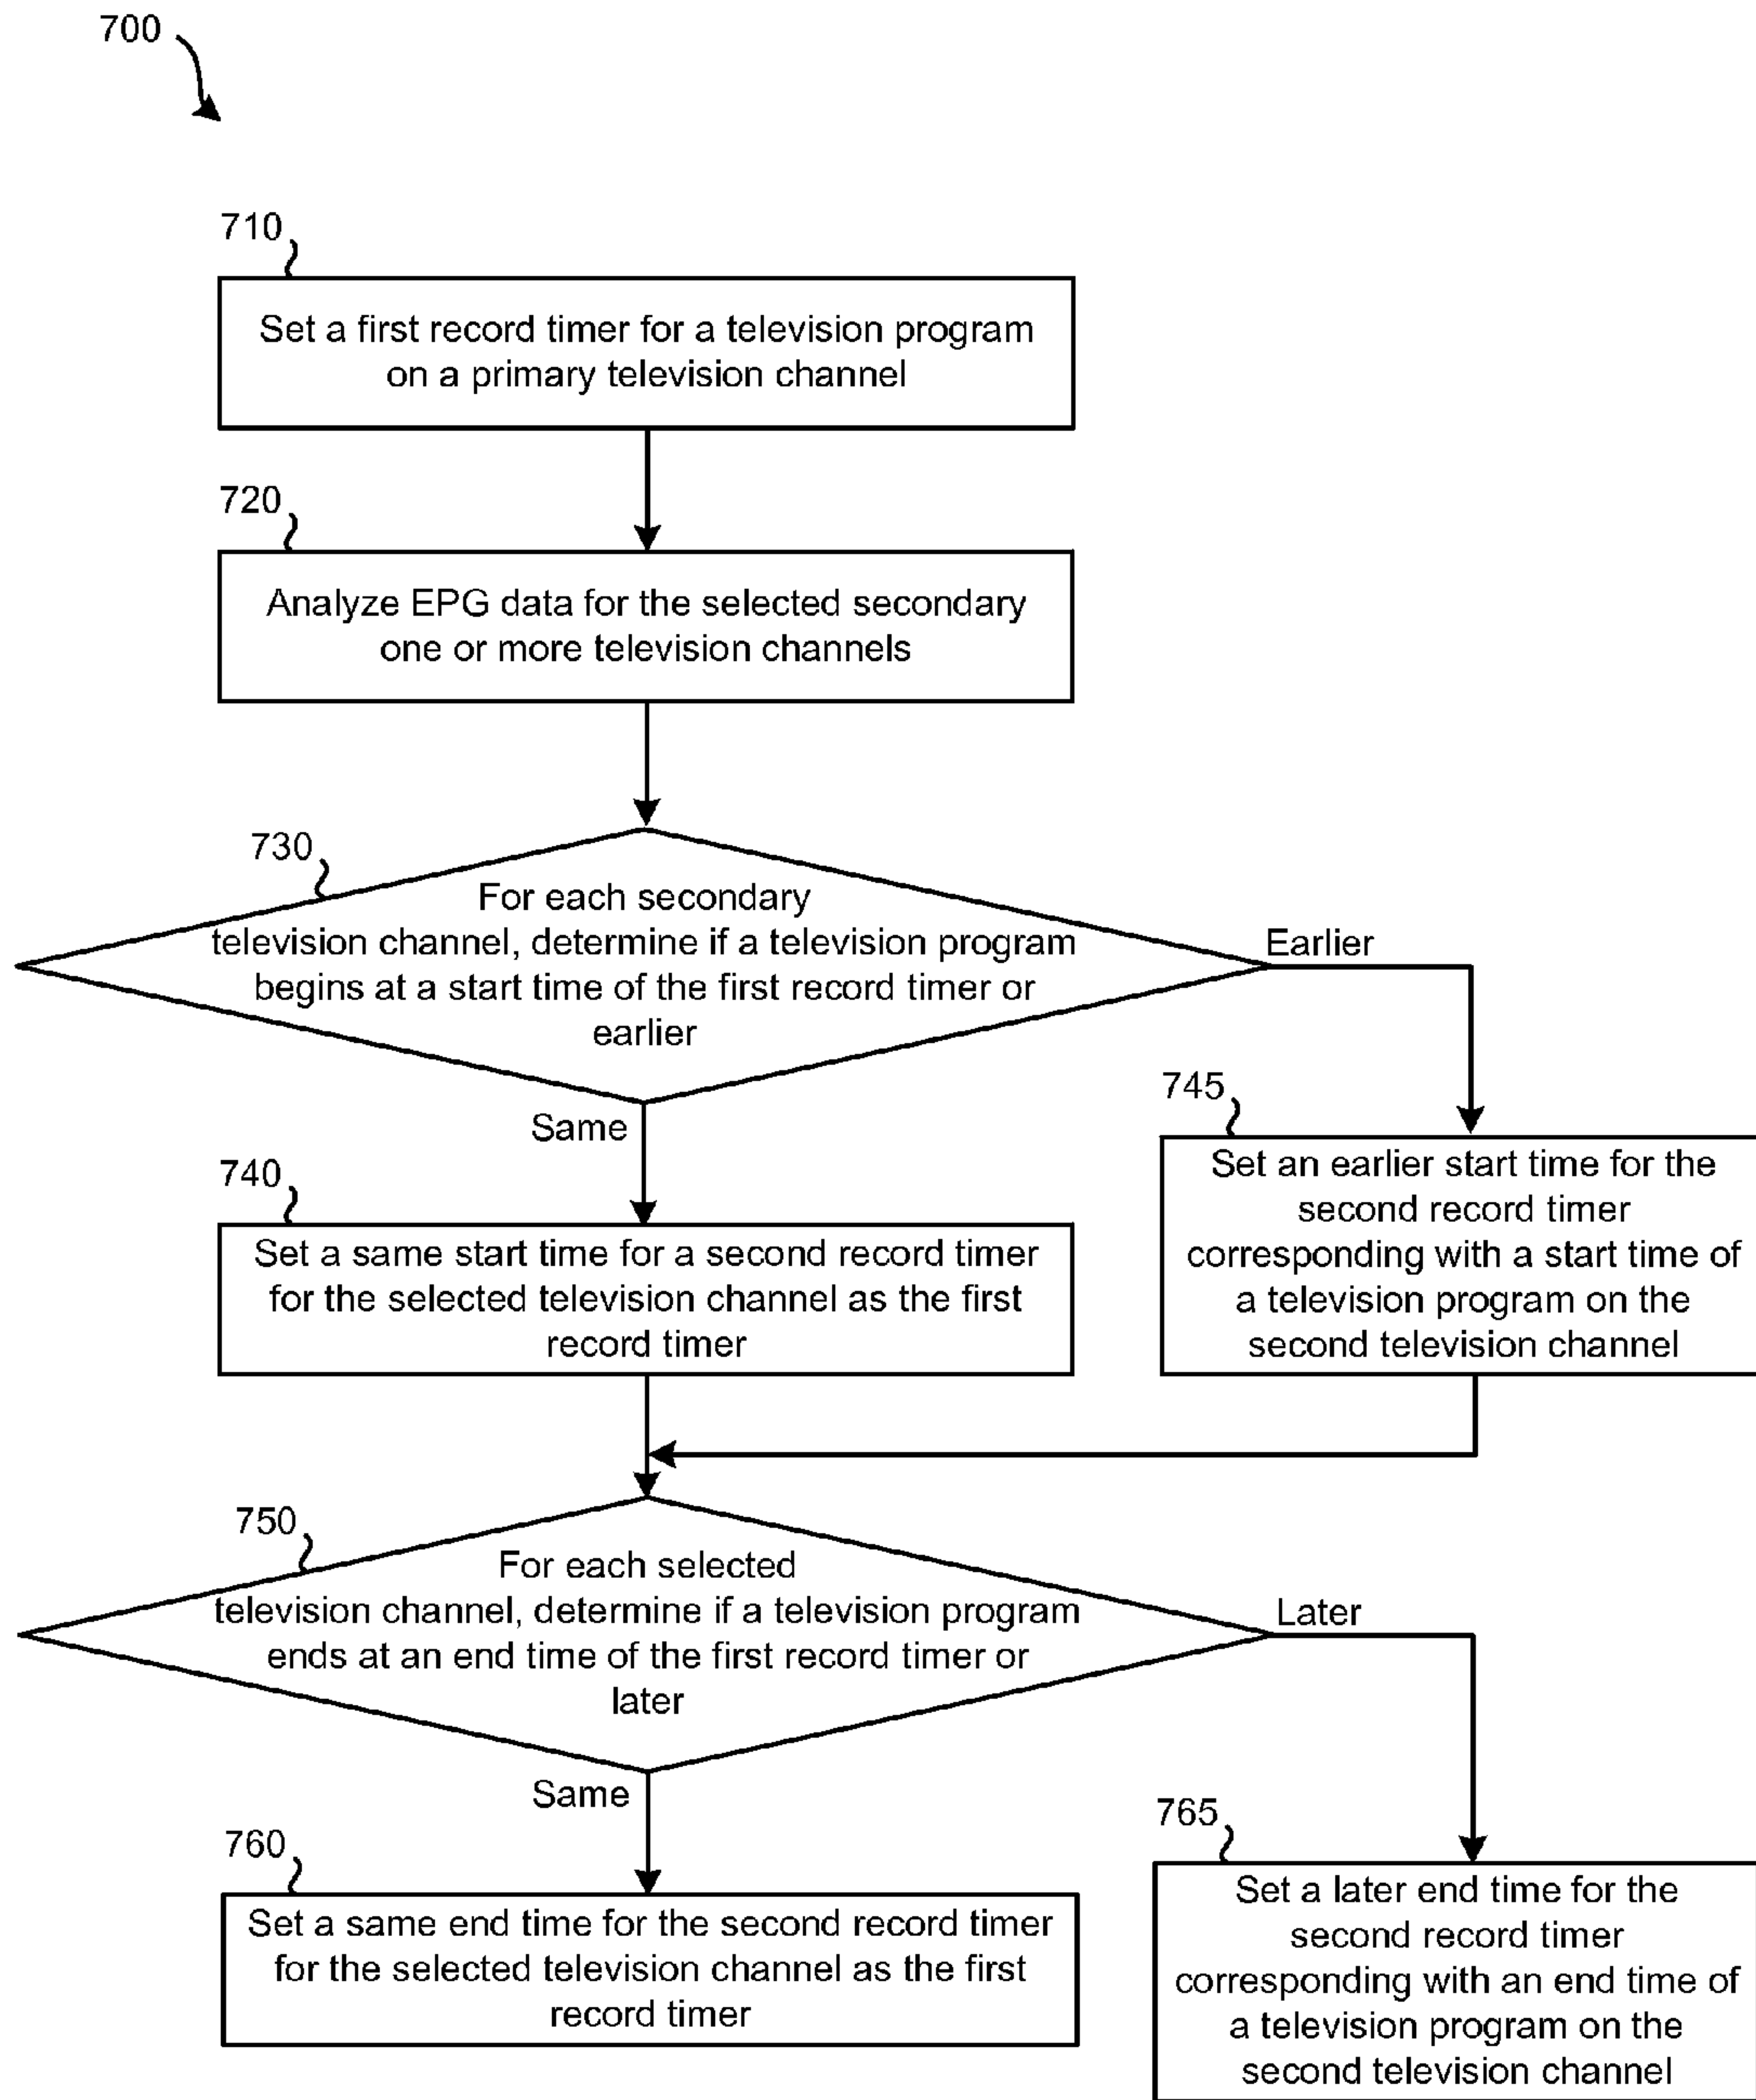 700
710
Set a first record timer for a television program
on a primary television channel
720
Analyze EPG data for the selected secondary
one or more television channels
730
For each secondary
television channel, determine if a television program
begins at a start time of the first record timer or
earlier
Earlier
Same
745
Set an earlier start time for the
second record timer
corresponding with a start time of
a television program on the
second television channel
740
Set a same start time for a second record timer
for the selected television channel as the first
record timer
750
For each selected
television channel, determine if a television program
ends at an end time of the first record timer or
later
Later
Same
760
Set a same end time for the second record timer
for the selected television channel as the first
record timer
765
Set a later end time for the
second record timer
corresponding with an end time of
a television program on the
second television channel